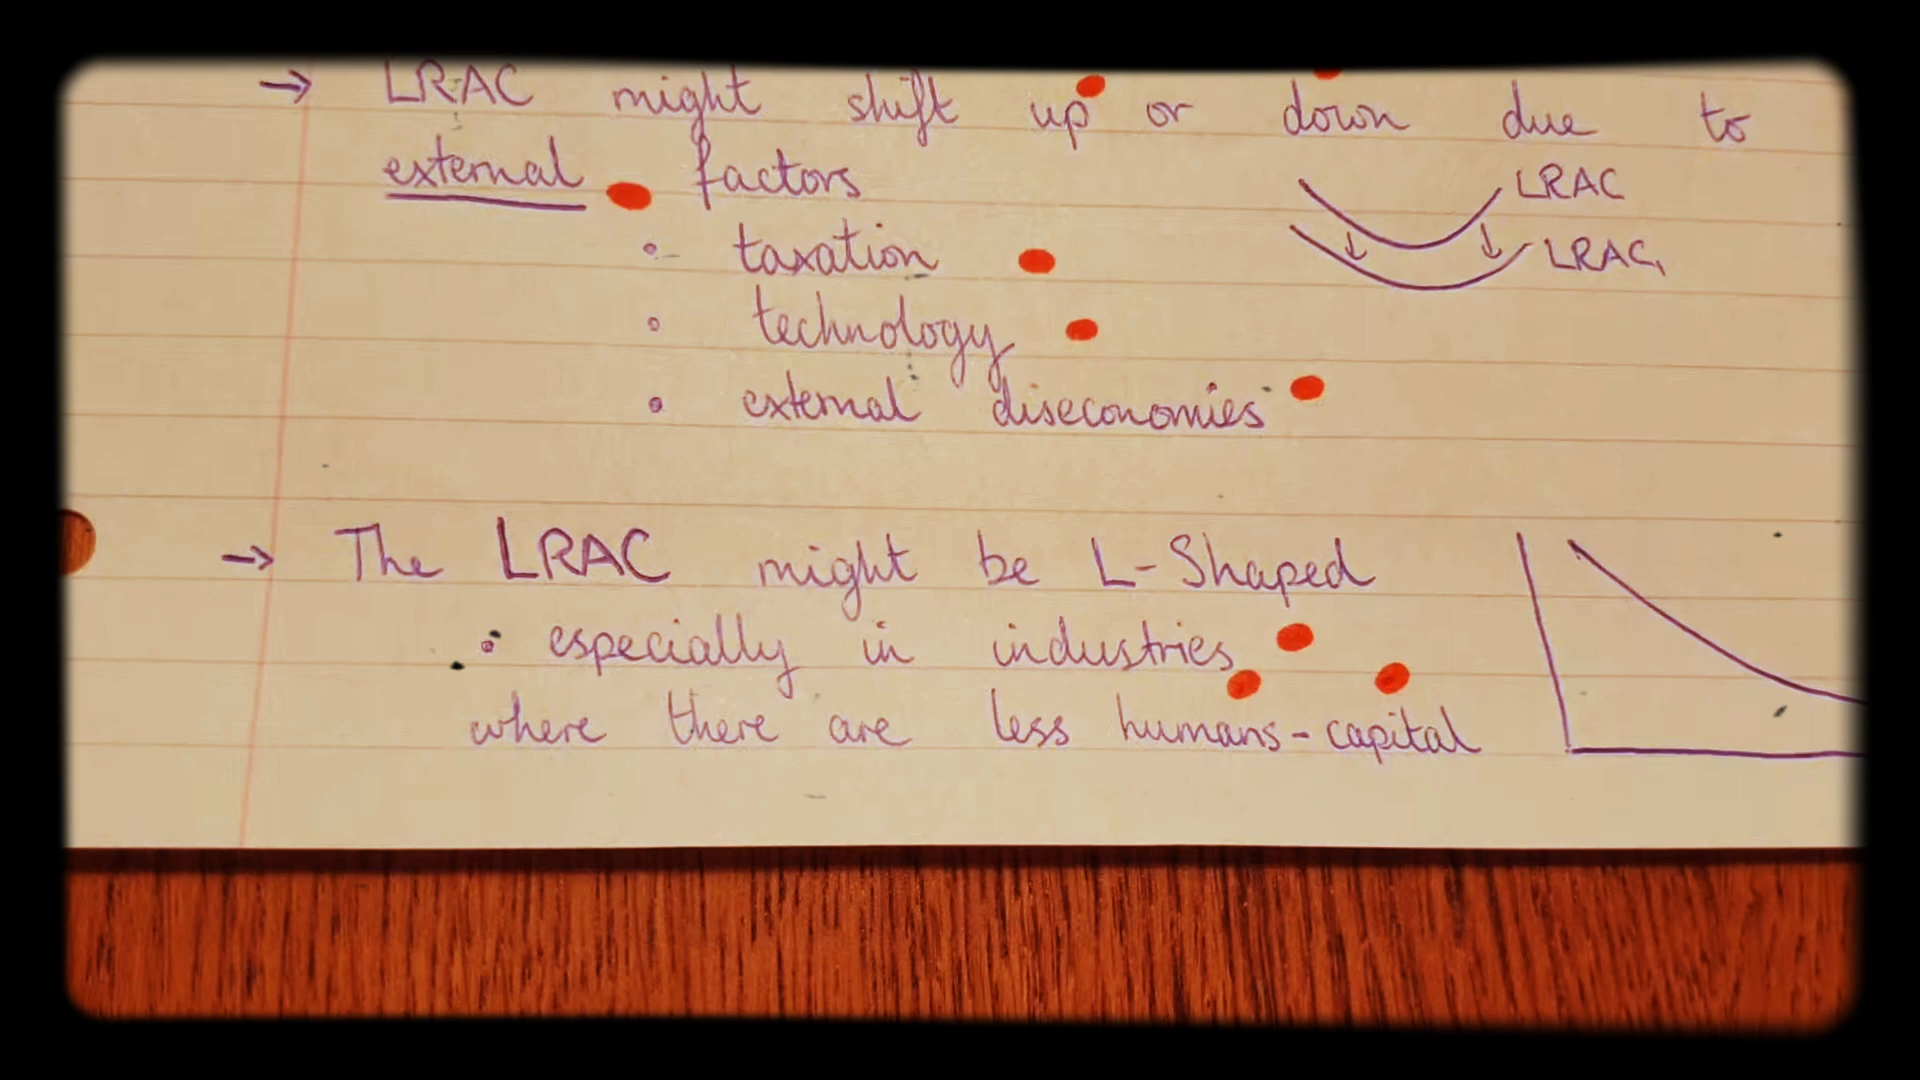 → LRAC might shift up or down due to
external factors
LRAC
LRAC₁
◦ taxation
◦ technology
◦ external diseconomies
→ The LRAC might be L-Shaped
◦ especially in industries
where there are less humans-capital